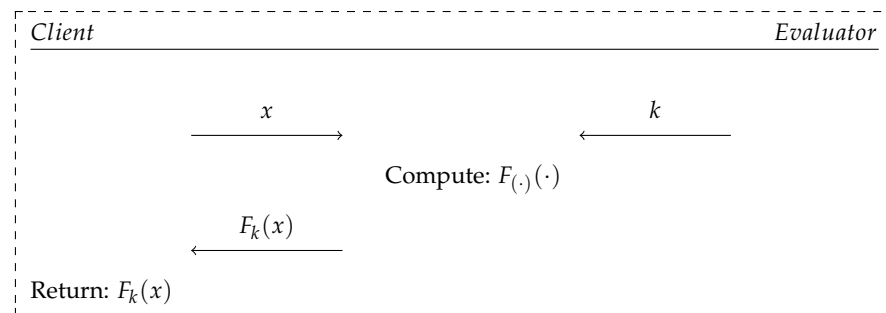 Client Evaluator
x k
Compute: F_{(·)}(·)
F_k(x)
Return: F_k(x)